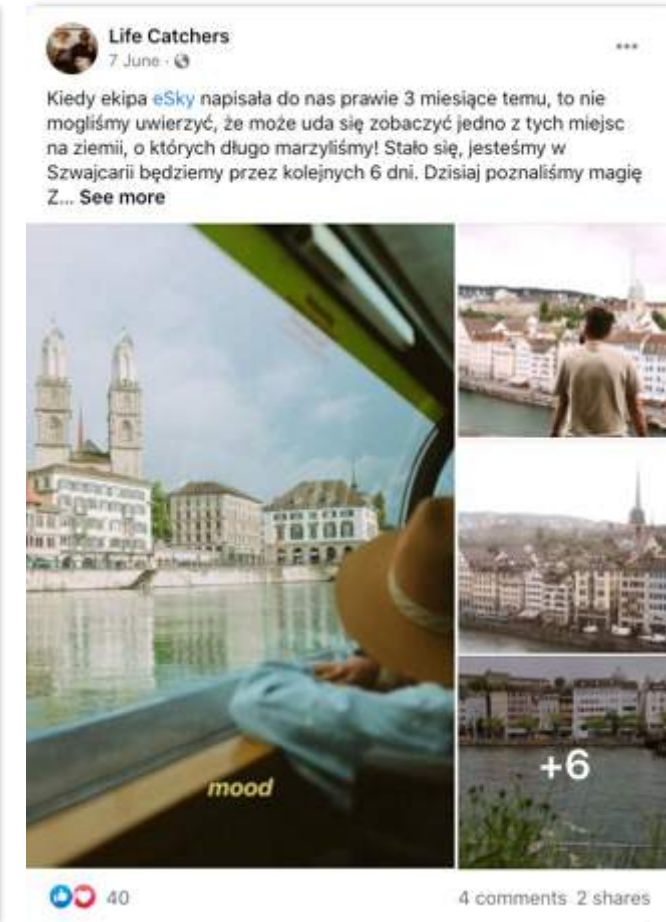 Life Catchers
7 June ·
Kiedy ekipa eSky napisała do nas prawie 3 miesiące temu, to nie
mogliśmy uwierzyć, że może uda się zobaczyć jedno z tych miejsc
na ziemii, o których długo marzyliśmy! Stało się, jesteśmy w
Szwajcarii będziemy przez kolejnych 6 dni. Dzisiaj poznaliśmy magię
Z... See more
mood
+6
40
4 comments 2 shares